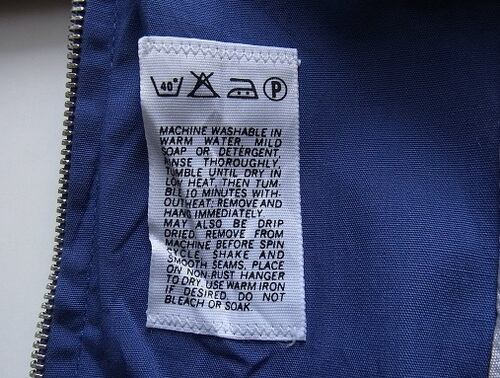 40°
P
MACHINE WASHABLE IN
WARM WATER, MILD
SOAP OR DETERGENT,
RINSE THOROUGHLY,
TUMBLE UNTIL DRY IN
LOW HEAT, THEN TUM-
BLE 10 MINUTES WITH-
OUT HEAT; REMOVE AND
HANG IMMEDIATELY.
MAY ALSO BE DRIP
DRIED. REMOVE FROM
MACHINE BEFORE SPIN
CYCLE, SHAKE AND
SMOOTH SEAMS, PLACE
ON NON-RUST HANGER
TO DRY. USE WARM IRON
IF DESIRED. DO NOT
BLEACH OR SOAK.